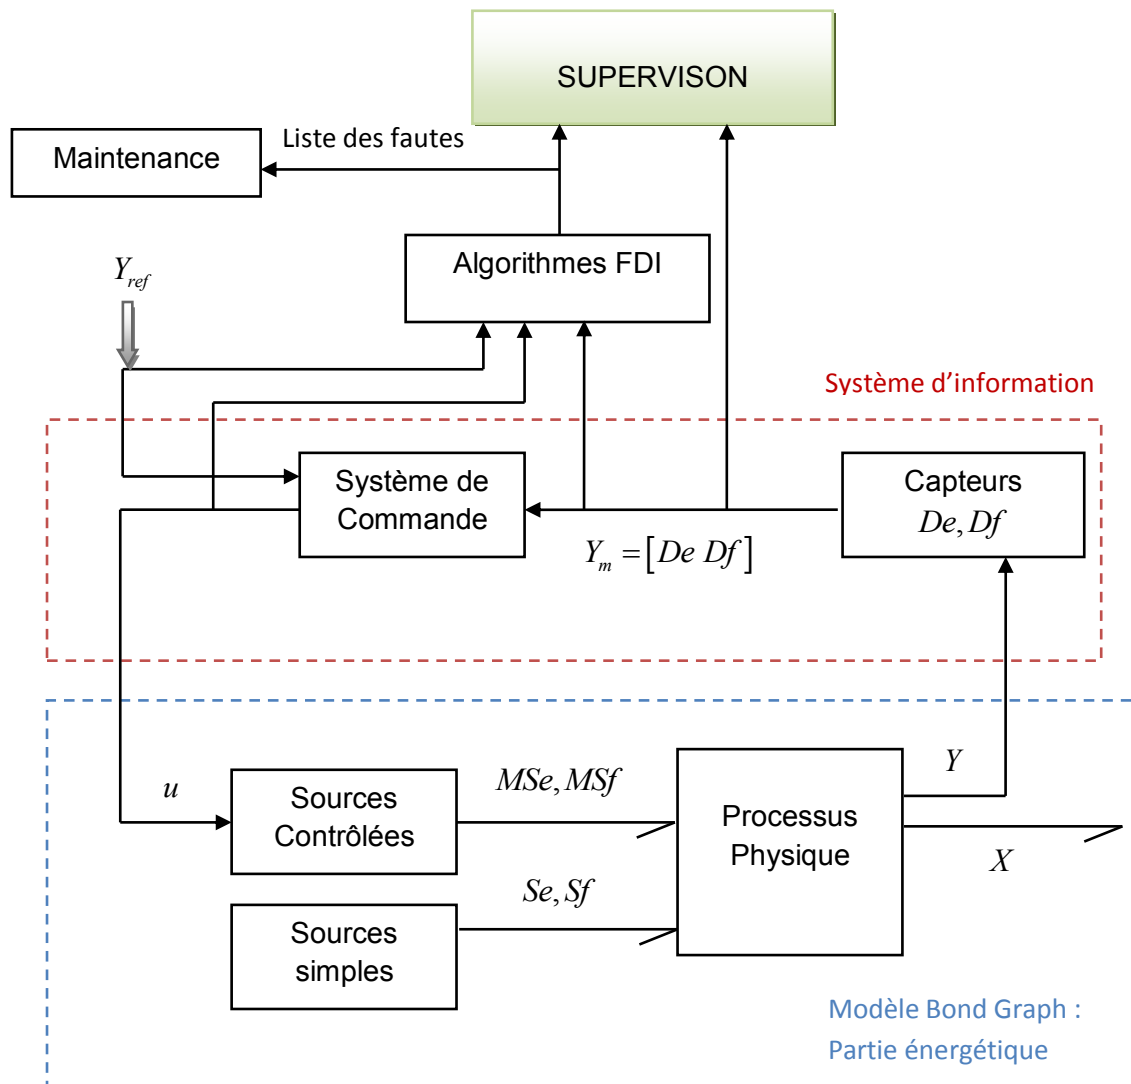 SUPERVISON
Maintenance
Liste des fautes
Algorithmes FDI
Y_ref
Système d’information
Système de
Commande
Capteurs
De, Df
Y_m = [De Df]
u
Sources
Contrôlées
MSe, MSf
Processus
Physique
Y
X
Se, Sf
Sources
simples
Modèle Bond Graph :
Partie énergétique